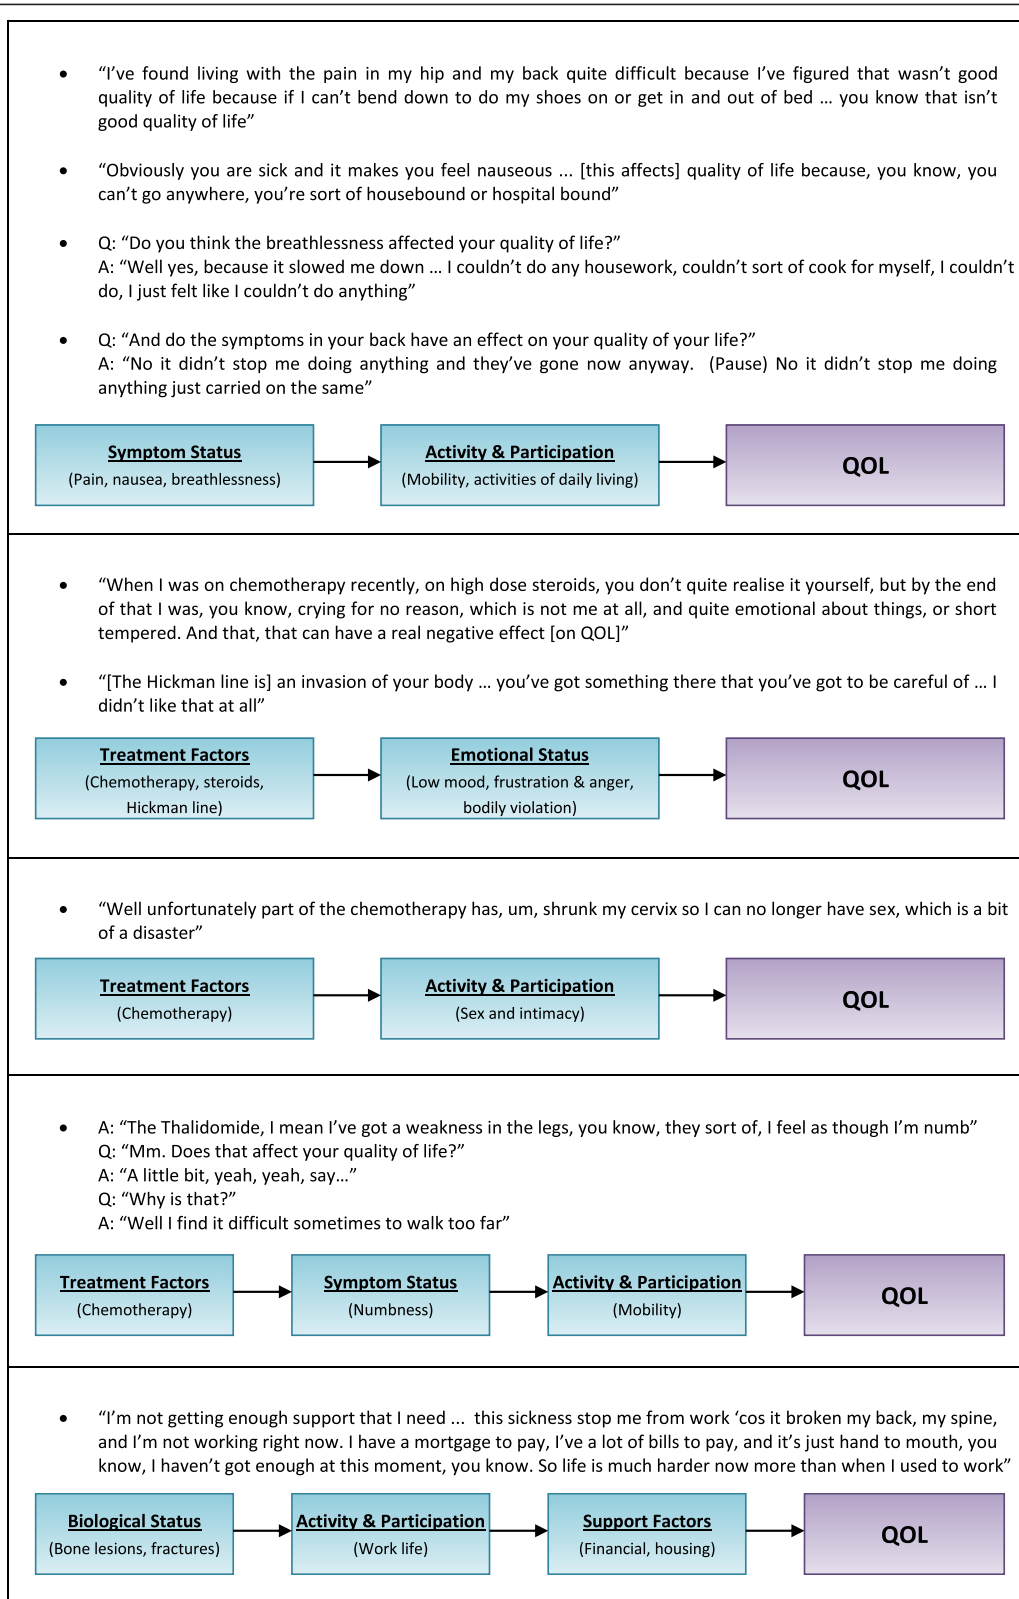 • “I’ve found living with the pain in my hip and my back quite difficult because I’ve figured that wasn’t good
quality of life because if I can’t bend down to do my shoes on or get in and out of bed … you know that isn’t
good quality of life”
• “Obviously you are sick and it makes you feel nauseous ... [this affects] quality of life because, you know, you
can’t go anywhere, you’re sort of housebound or hospital bound”
• Q: “Do you think the breathlessness affected your quality of life?”
A: “Well yes, because it slowed me down … I couldn’t do any housework, couldn’t sort of cook for myself, I couldn’t
do, I just felt like I couldn’t do anything”
• Q: “And do the symptoms in your back have an effect on your quality of your life?”
A: “No it didn’t stop me doing anything and they’ve gone now anyway. (Pause) No it didn’t stop me doing
anything just carried on the same”
Symptom Status
(Pain, nausea, breathlessness)
Activity & Participation
(Mobility, activities of daily living)
QOL
• “When I was on chemotherapy recently, on high dose steroids, you don’t quite realise it yourself, but by the end
of that I was, you know, crying for no reason, which is not me at all, and quite emotional about things, or short
tempered. And that, that can have a real negative effect [on QOL]”
• “[The Hickman line is] an invasion of your body … you’ve got something there that you’ve got to be careful of … I
didn’t like that at all”
Treatment Factors
(Chemotherapy, steroids,
Hickman line)
Emotional Status
(Low mood, frustration & anger,
bodily violation)
QOL
• “Well unfortunately part of the chemotherapy has, um, shrunk my cervix so I can no longer have sex, which is a bit
of a disaster”
Treatment Factors
(Chemotherapy)
Activity & Participation
(Sex and intimacy)
QOL
• A: “The Thalidomide, I mean I’ve got a weakness in the legs, you know, they sort of, I feel as though I’m numb”
Q: “Mm. Does that affect your quality of life?”
A: “A little bit, yeah, yeah, say…”
Q: “Why is that?”
A: “Well I find it difficult sometimes to walk too far”
Treatment Factors
(Chemotherapy)
Symptom Status
(Numbness)
Activity & Participation
(Mobility)
QOL
• “I’m not getting enough support that I need ... this sickness stop me from work ‘cos it broken my back, my spine,
and I’m not working right now. I have a mortgage to pay, I’ve a lot of bills to pay, and it’s just hand to mouth, you
know, I haven’t got enough at this moment, you know. So life is much harder now more than when I used to work”
Biological Status
(Bone lesions, fractures)
Activity & Participation
(Work life)
Support Factors
(Financial, housing)
QOL